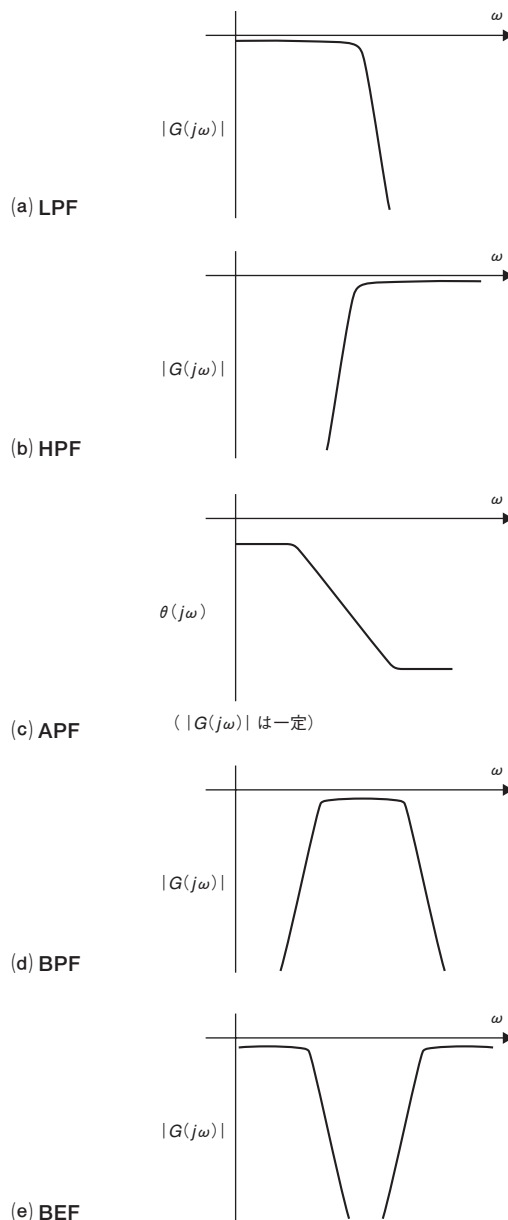 ω
|G(jω)|
(a) LPF
ω
|G(jω)|
(b) HPF
ω
θ(jω)
(c) APF
( |G(jω)| は一定)
ω
|G(jω)|
(d) BPF
ω
|G(jω)|
(e) BEF